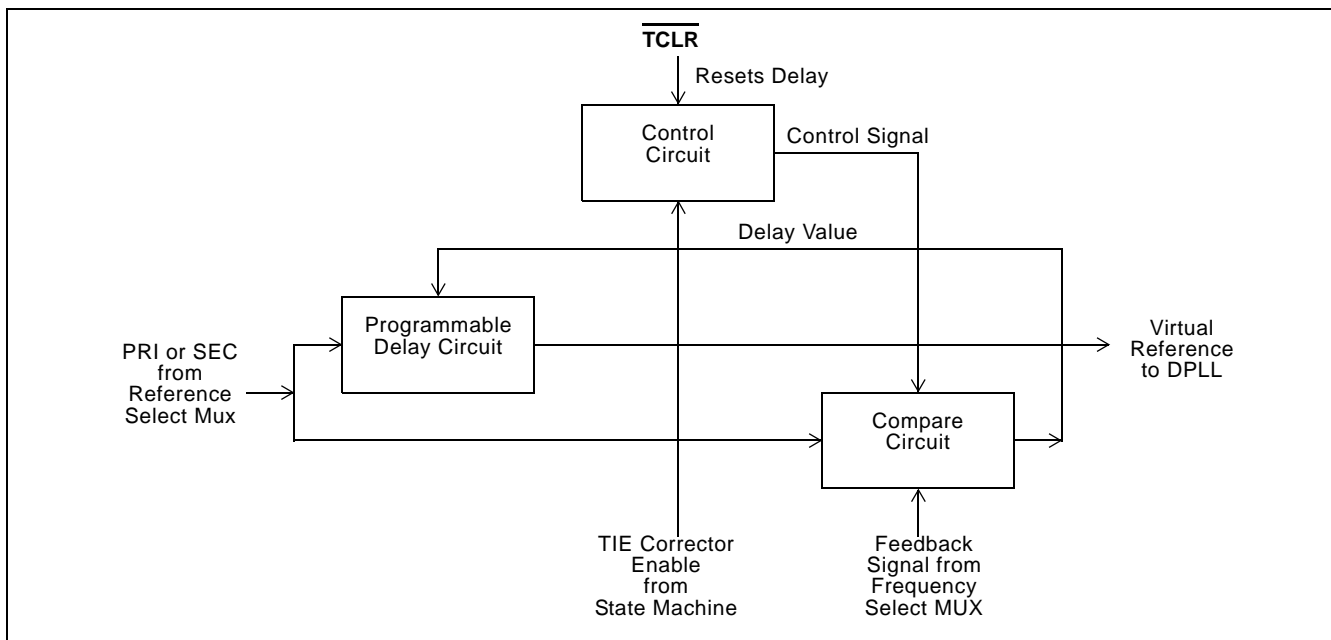 TCLR
Resets Delay
Control
Circuit
Control Signal
Delay Value
Programmable
Delay Circuit
PRI or SEC
from
Reference
Select Mux
Virtual
Reference
to DPLL
Compare
Circuit
TIE Corrector
Enable
from
State Machine
Feedback
Signal from
Frequency
Select MUX